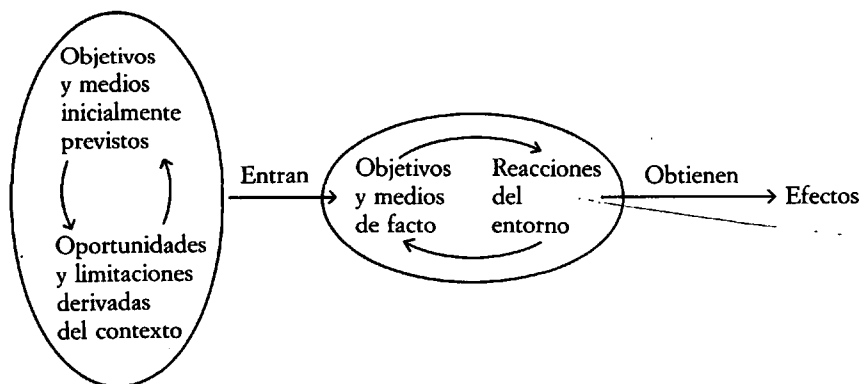 Objetivos
y medios
inicialmente
previstos
Oportunidades
y limitaciones
derivadas
del contexto
Entran
Objetivos
y medios
de facto
Reacciones
del
entorno
Obtienen
Efectos